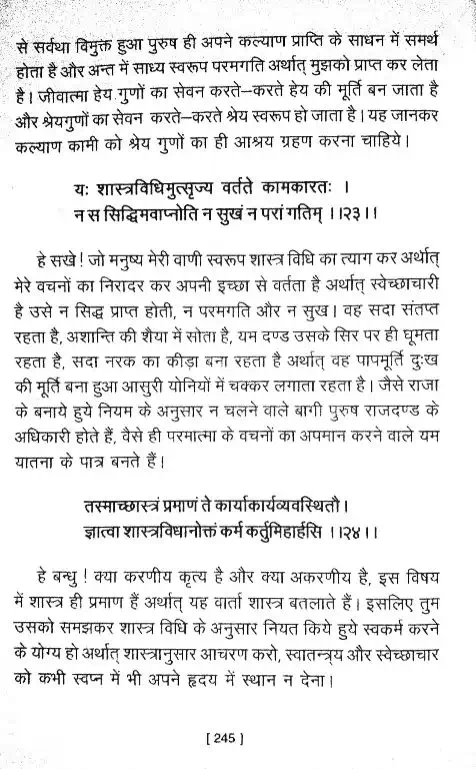 से सर्वथा विमुक्त हुआ पुरुष ही अपने कल्याण प्राप्ति के साधन में समर्थ
होता है और अन्त में साध्य स्वरूप परमगति अर्थात् मुझको प्राप्त कर लेता
है। जीवात्मा हेय गुणों का सेवन करते–करते हेय की मूर्ति बन जाता है
और श्रेयगुणों का सेवन करते–करते श्रेय स्वरूप हो जाता है। यह जानकर
कल्याण कामी को श्रेय गुणों का ही आश्रय ग्रहण करना चाहिये।
यः शास्त्रविधिमुत्सृज्य वर्तते कामकारतः ।
न स सिद्धिमवाप्नोति न सुखं न परां गतिम् ।।२३।।
हे सखे ! जो मनुष्य मेरी वाणी स्वरूप शास्त्र विधि का त्याग कर अर्थात्
मेरे वचनों का निरादर कर अपनी इच्छा से वर्तता है अर्थात् स्वेच्छाचारी
है उसे न सिद्ध प्राप्त होती, न परमगति और न सुख। वह सदा संतप्त
रहता है, अशान्ति की शैया में सोता है, यम दण्ड उसके सिर पर ही घूमता
रहता है, सदा नरक का कीड़ा बना रहता है अर्थात् वह पापमूर्ति दुःख
की मूर्ति बना हुआ आसुरी योनियों में चक्कर लगाता रहता है। जैसे राजा
के बनाये हुये नियम के अनुसार न चलने वाले बागी पुरुष राजदण्ड के
अधिकारी होते हैं, वैसे ही परमात्मा के वचनों का अपमान करने वाले यम
यातना के पात्र बनते हैं।
तस्माच्छास्त्रं प्रमाणं ते कार्याकार्यव्यवस्थितौ।
ज्ञात्वा शास्त्रविधानोक्तं कर्म कर्तुमिहार्हसि ।।२४।।
हे बन्धु ! क्या करणीय कृत्य है और क्या अकरणीय है, इस विषय
में शास्त्र ही प्रमाण हैं अर्थात् यह वार्ता शास्त्र बतलाते हैं। इसलिए तुम
उसको समझकर शास्त्र विधि के अनुसार नियत किये हुये स्वकर्म करने
के योग्य हो अर्थात् शास्त्रानुसार आचरण करो, स्वातन्त्र्य और स्वेच्छाचार
को कभी स्वप्न में भी अपने हृदय में स्थान न देना।
[ 245 ]